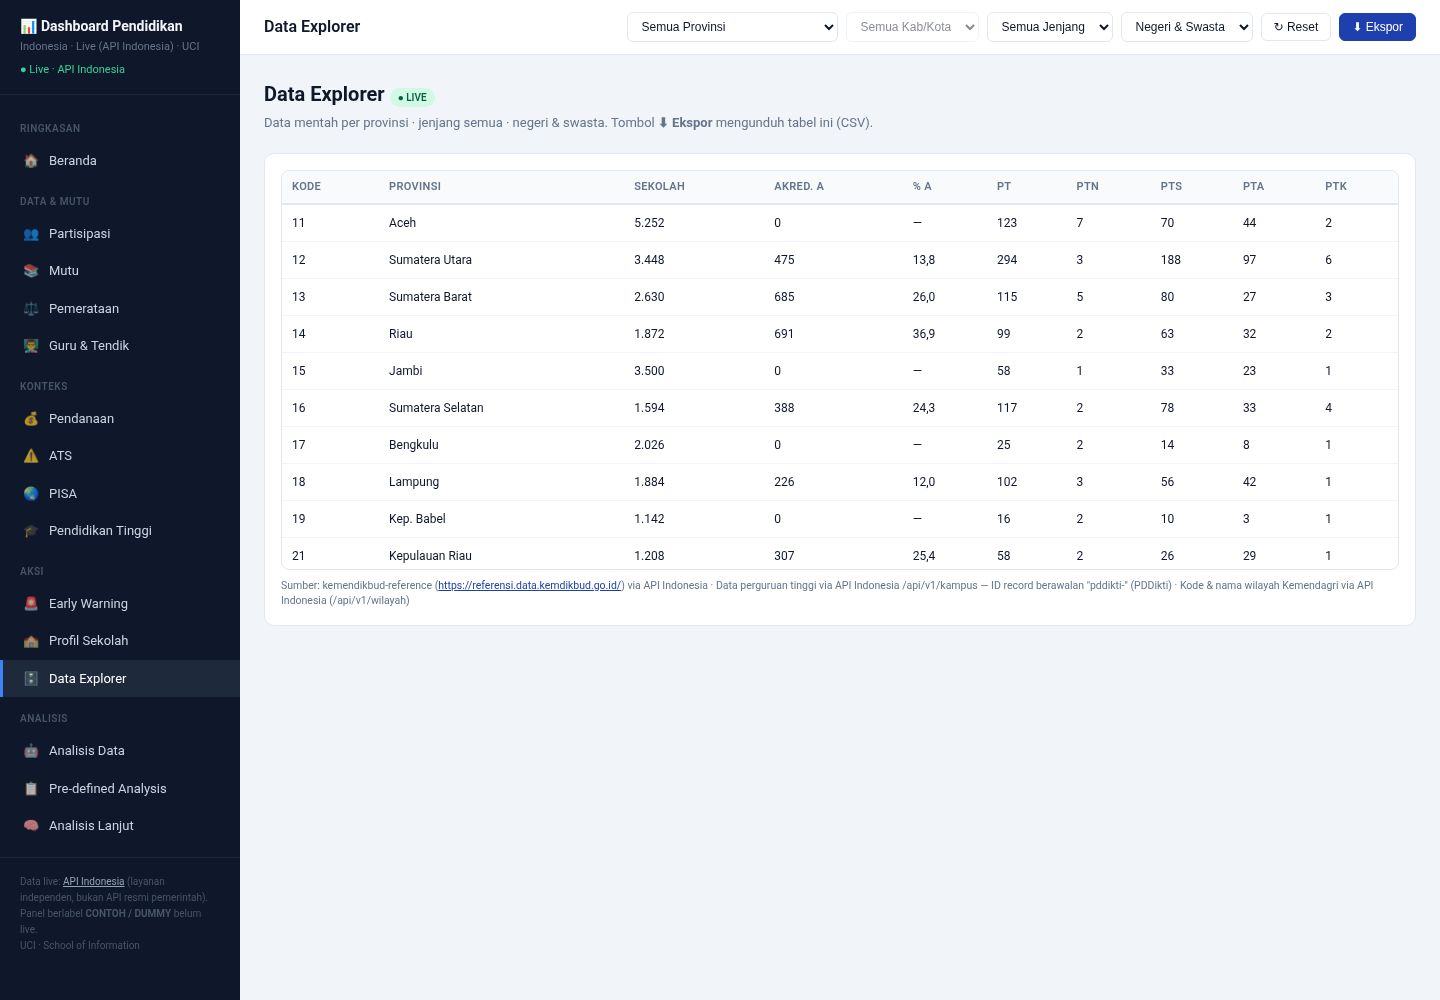 📊 Dashboard Pendidikan
Indonesia · Live (API Indonesia) · UCI
● Live · API Indonesia
RINGKASAN
🏠 Beranda
DATA & MUTU
👥 Partisipasi
📚 Mutu
⚖️ Pemerataan
👨‍🏫 Guru & Tendik
KONTEKS
💰 Pendanaan
⚠️ ATS
🌏 PISA
🎓 Pendidikan Tinggi
AKSI
🚨 Early Warning
🏫 Profil Sekolah
🗄️ Data Explorer
ANALISIS
🤖 Analisis Data
📋 Pre-defined Analysis
🧠 Analisis Lanjut
Data live: API Indonesia (layanan
independen, bukan API resmi pemerintah).
Panel berlabel CONTOH / DUMMY belum
live.
UCI · School of Information
Data Explorer Semua Provinsi Semua Kab/Kota Semua Jenjang Negeri & Swasta ↻ Reset ⬇ Ekspor
Data Explorer ● LIVE
Data mentah per provinsi · jenjang semua · negeri & swasta. Tombol ⬇ Ekspor mengunduh tabel ini (CSV).
KODE PROVINSI SEKOLAH AKRED. A % A PT PTN PTS PTA PTK
11 Aceh 5.252 0 — 123 7 70 44 2
12 Sumatera Utara 3.448 475 13,8 294 3 188 97 6
13 Sumatera Barat 2.630 685 26,0 115 5 80 27 3
14 Riau 1.872 691 36,9 99 2 63 32 2
15 Jambi 3.500 0 — 58 1 33 23 1
16 Sumatera Selatan 1.594 388 24,3 117 2 78 33 4
17 Bengkulu 2.026 0 — 25 2 14 8 1
18 Lampung 1.884 226 12,0 102 3 56 42 1
19 Kep. Babel 1.142 0 — 16 2 10 3 1
21 Kepulauan Riau 1.208 307 25,4 58 2 26 29 1
Sumber: kemendikbud-reference (https://referensi.data.kemdikbud.go.id/) via API Indonesia · Data perguruan tinggi via API Indonesia /api/v1/kampus — ID record berawalan "pddikti-" (PDDikti) · Kode & nama wilayah Kemendagri via API
Indonesia (/api/v1/wilayah)